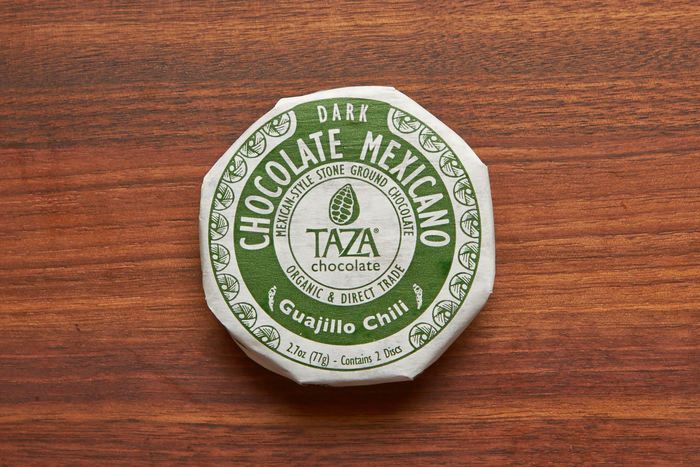 DARK
CHOCOLATE MEXICANO
MEXICAN-STYLE STONE GROUND CHOCOLATE
TAZA®
chocolate
ORGANIC & DIRECT TRADE
Guajillo Chili
2.7oz (77g) - Contains 2 Discs